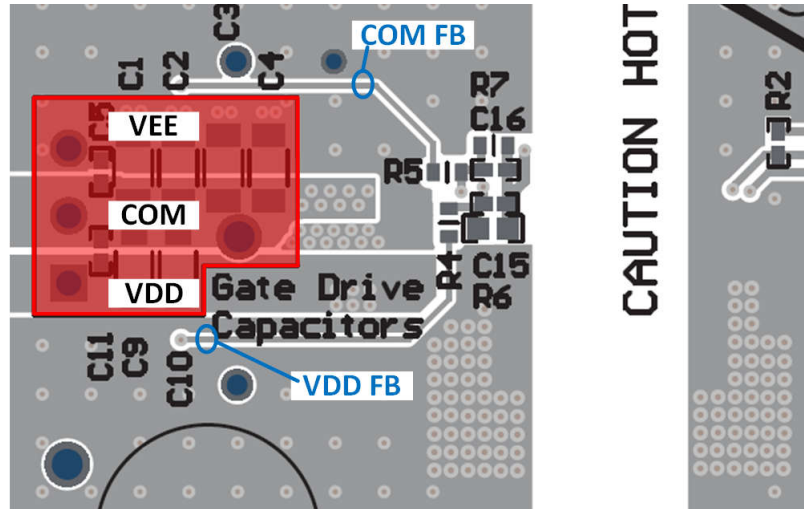 C3
COM FB
C1
C2
C4
R7
C16
C5
VEE
R5
COM
VDD
Gate Drive
Capacitors
R4
C15
R6
C11
C9
C10
VDD FB
CAUTION HOT
R2